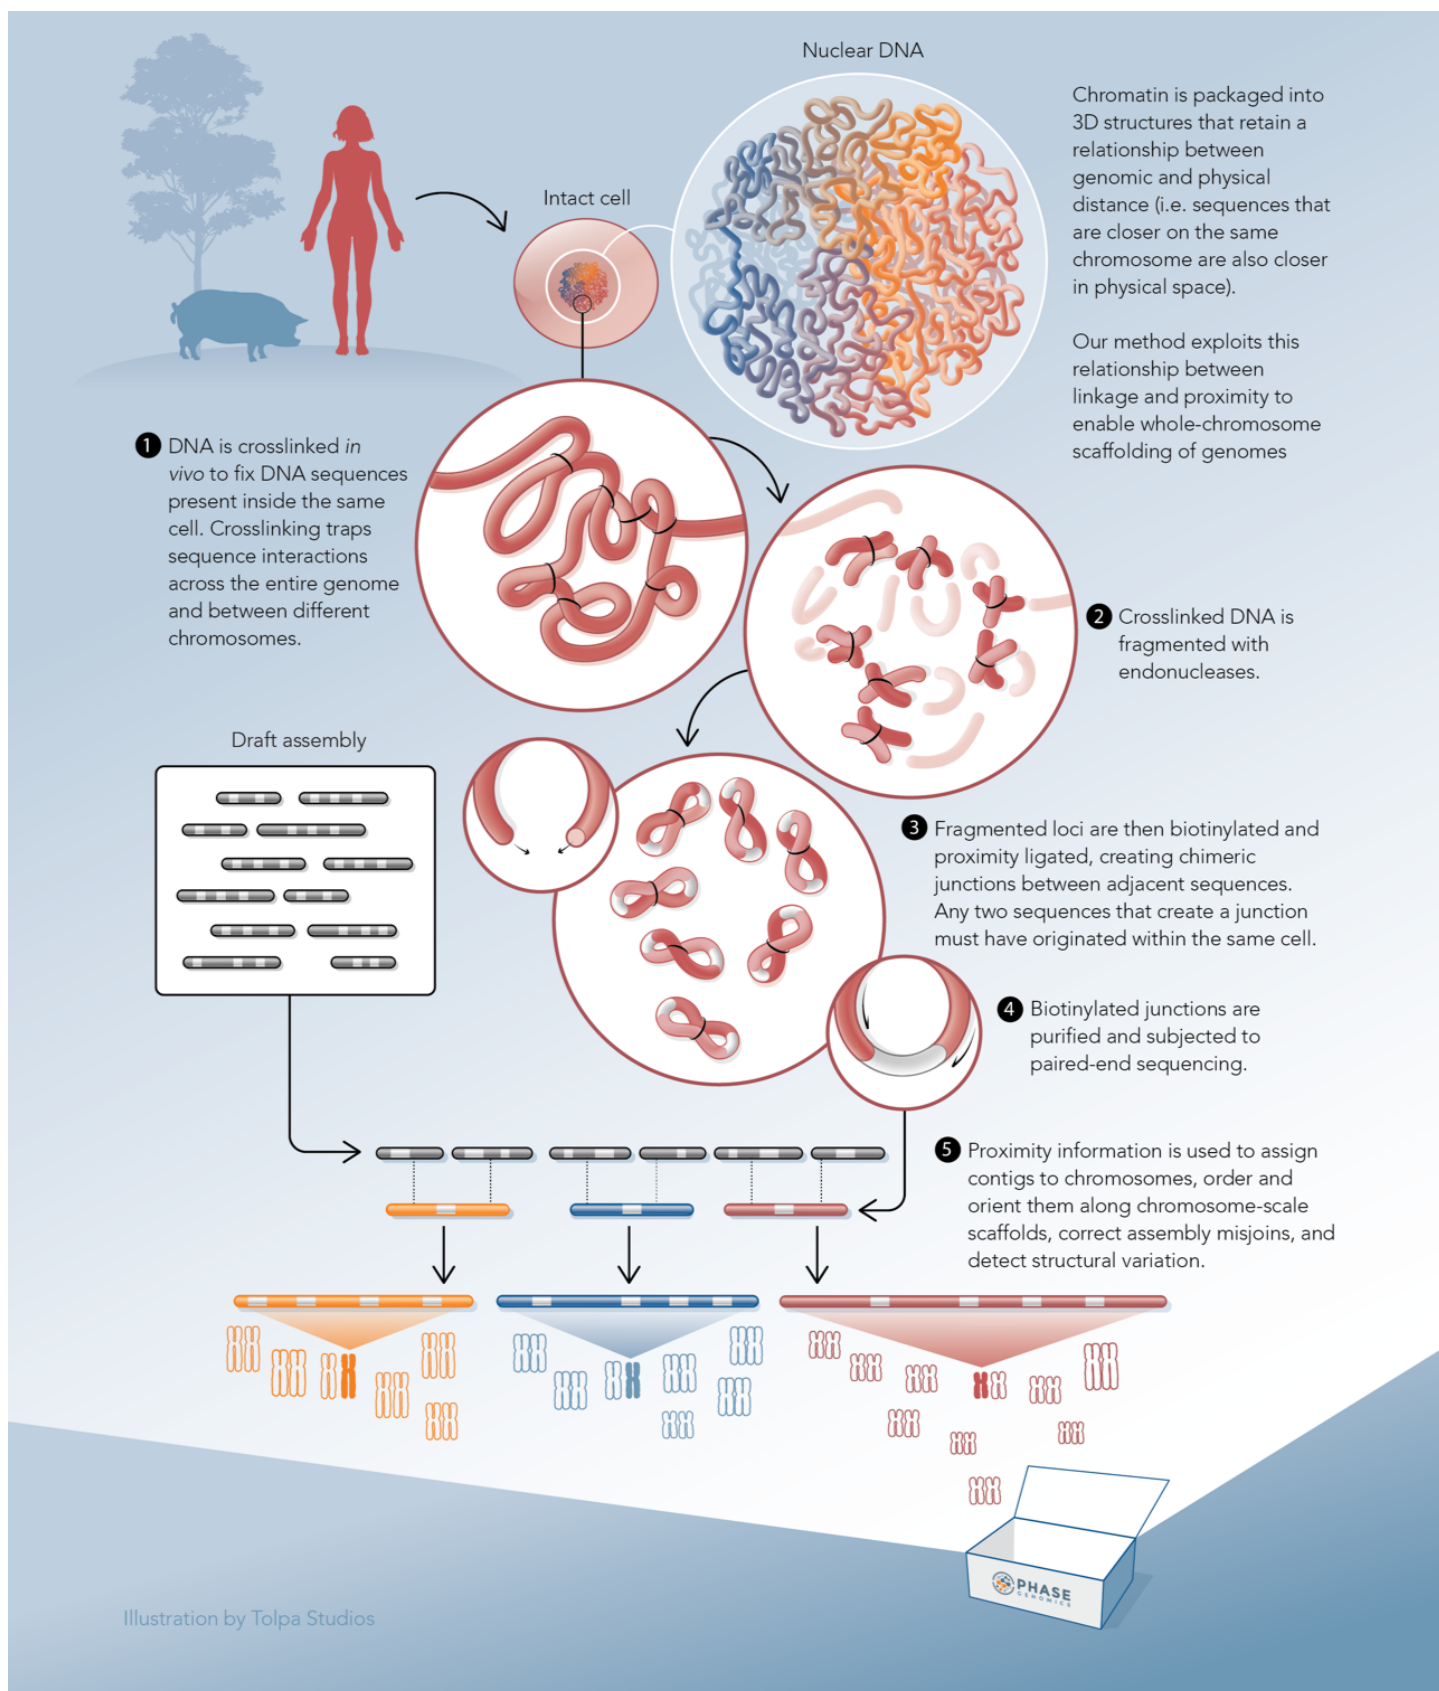 Nuclear DNA
Chromatin is packaged into
3D structures that retain a
relationship between
genomic and physical
distance (i.e. sequences that
are closer on the same
chromosome are also closer
in physical space).
Our method exploits this
relationship between
linkage and proximity to
enable whole-chromosome
scaffolding of genomes
Intact cell
1 DNA is crosslinked in
vivo to fix DNA sequences
present inside the same
cell. Crosslinking traps
sequence interactions
across the entire genome
and between different
chromosomes.
2 Crosslinked DNA is
fragmented with
endonucleases.
Draft assembly
3 Fragmented loci are then biotinylated and
proximity ligated, creating chimeric
junctions between adjacent sequences.
Any two sequences that create a junction
must have originated within the same cell.
4 Biotinylated junctions are
purified and subjected to
paired-end sequencing.
5 Proximity information is used to assign
contigs to chromosomes, order and
orient them along chromosome-scale
scaffolds, correct assembly misjoins, and
detect structural variation.
PHASE
GENOMICS
Illustration by Tolpa Studios